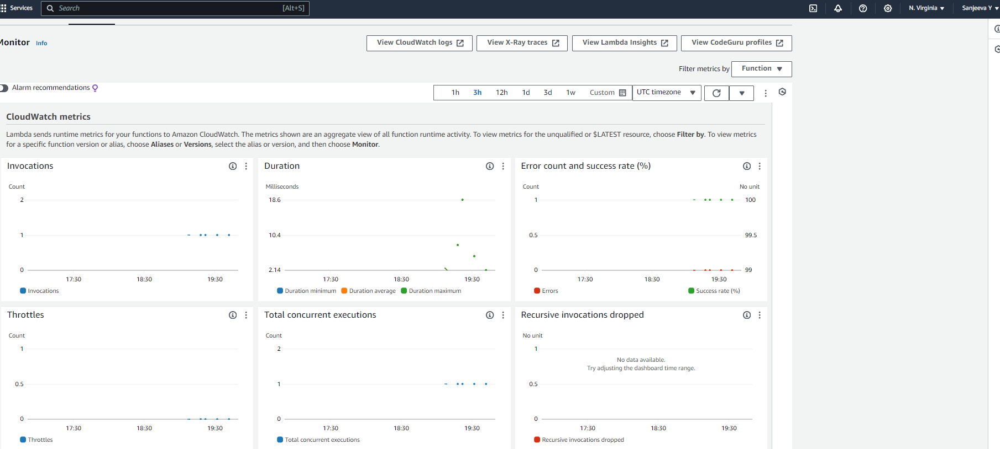 Services
Search [Alt+S]
N. Virginia
Sanjeeva Y
Monitor Info
View CloudWatch logs
View X-Ray traces
View Lambda Insights
View CodeGuru profiles
Filter metrics by Function
Alarm recommendations
1h 3h 12h 1d 3d 1w Custom UTC timezone
CloudWatch metrics
Lambda sends runtime metrics for your functions to Amazon CloudWatch. The metrics shown are an aggregate view of all function runtime activity. To view metrics for the unqualified or $LATEST resource, choose Filter by. To view metrics
for a specific function version or alias, choose Aliases or Versions, select the alias or version, and then choose Monitor.
Invocations
Count
2
1
0
17:30 18:30 19:30
Invocations
Duration
Milliseconds
18.6
10.4
2.14
17:30 18:30 19:30
Duration minimum Duration average Duration maximum
Error count and success rate (%)
Count No unit
1 100
0.5 99.5
0 99
17:30 18:30 19:30
Errors Success rate (%)
Throttles
Count
1
0.5
0
17:30 18:30 19:30
Throttles
Total concurrent executions
Count
2
1
0
17:30 18:30 19:30
Total concurrent executions
Recursive invocations dropped
No unit
1
No data available.
Try adjusting the dashboard time range.
0.5
0
17:30 18:30 19:30
Recursive invocations dropped